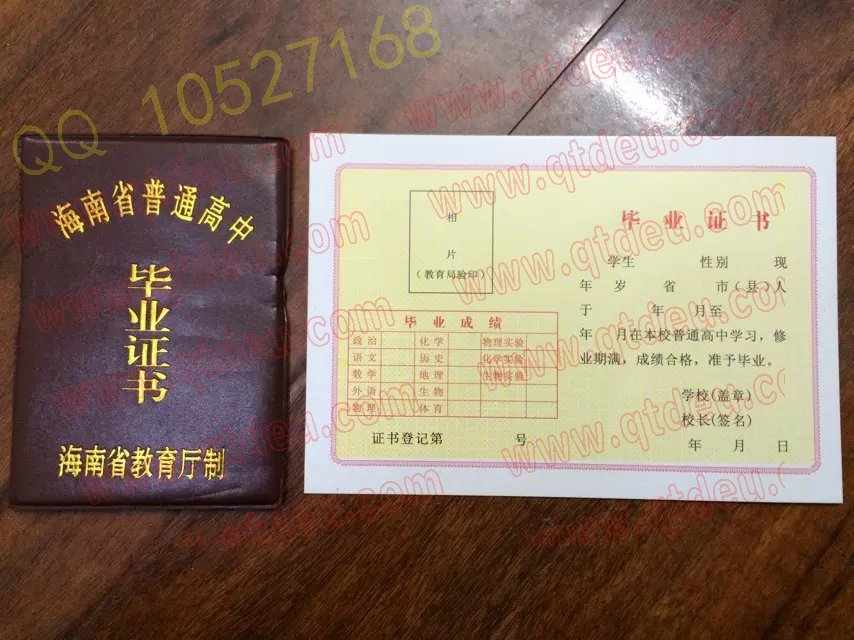 QQ 10527168
www.qtdeu.com
海南省普通高中
毕业证书
海南省教育厅制
相
片
(教育局验印)
毕业成绩
政治 化学 物理实验
语文 历史 化学实验
数学 地理 生物实验
外语 生物
物理 体育
证书登记第 号
毕业证书
学生 性别 现
年 岁 省 市(县)人
于 年 月至
年 月在本校普通高中学习，修
业期满，成绩合格，准予毕业。
学校(盖章)
校长(签名)
年 月 日